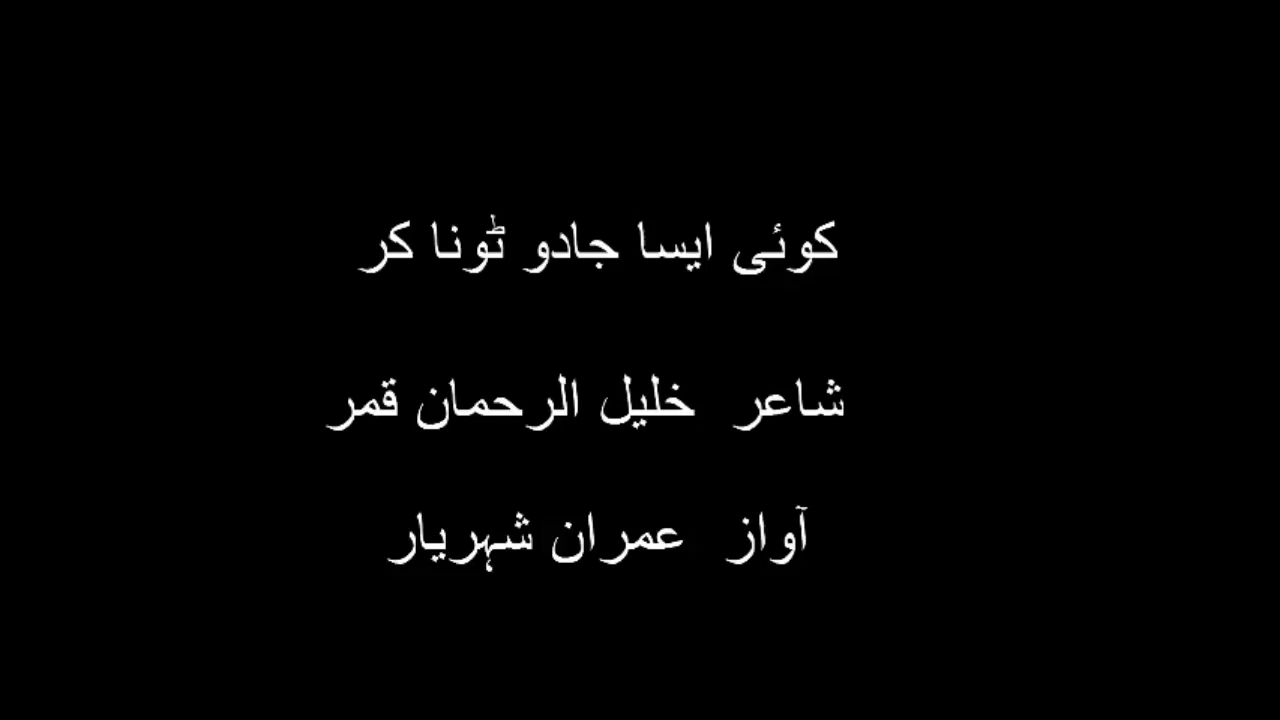 کوئی ایسا جادو ٹونا کر
شاعر خلیل الرحمان قمر
آواز عمران شہریار